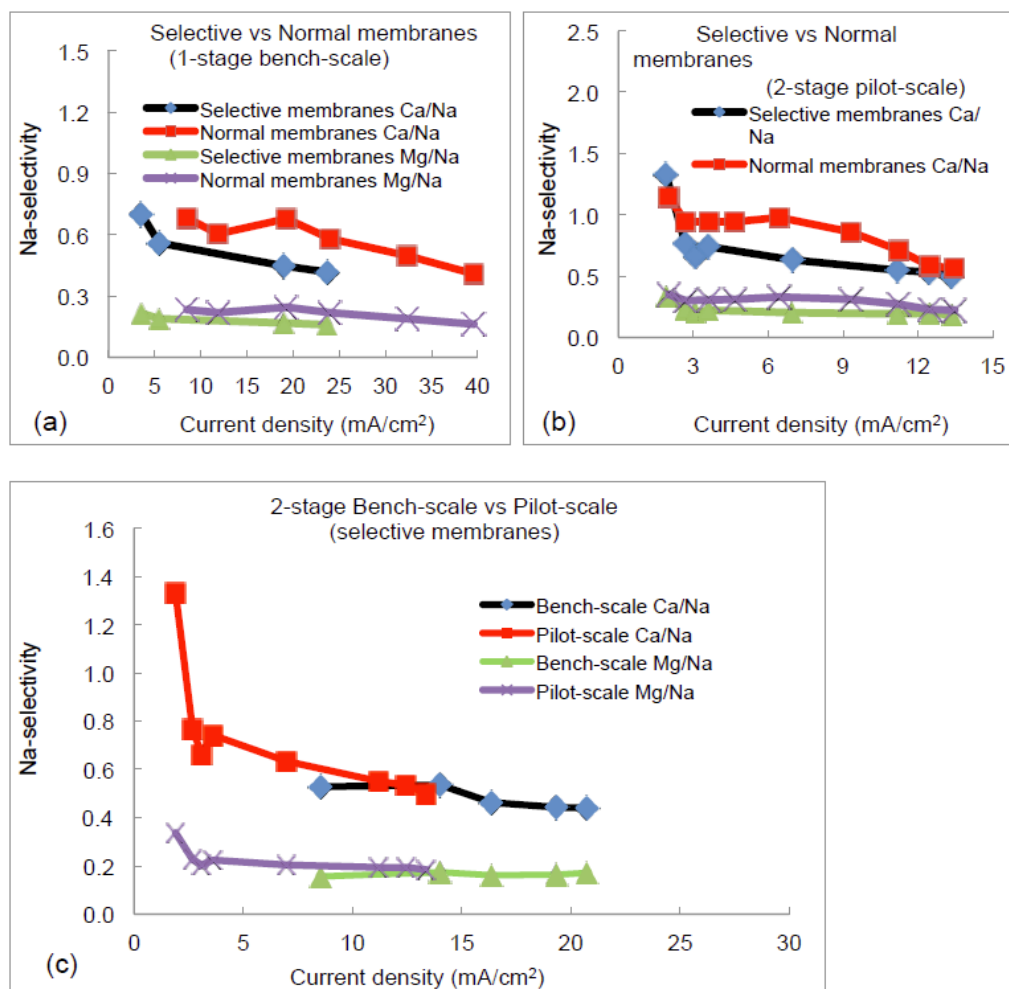 Selective vs Normal membranes
(1-stage bench-scale)
1.5
1.2
0.9
0.6
0.3
0.0
Na-selectivity
Selective membranes Ca/Na
Normal membranes Ca/Na
Selective membranes Mg/Na
Normal membranes Mg/Na
0 5 10 15 20 25 30 35 40
(a)
Current density (mA/cm²)
Selective vs Normal
membranes
(2-stage pilot-scale)
2.5
2.0
1.5
1.0
0.5
0.0
Na-selectivity
Selective membranes Ca/
Na
Normal membranes Ca/Na
0 3 6 9 12 15
(b)
Current density (mA/cm²)
2-stage Bench-scale vs Pilot-scale
(selective membranes)
1.6
1.4
1.2
1.0
0.8
0.6
0.4
0.2
0.0
Na-selectivity
Bench-scale Ca/Na
Pilot-scale Ca/Na
Bench-scale Mg/Na
Pilot-scale Mg/Na
0 5 10 15 20 25 30
(c)
Current density (mA/cm²)